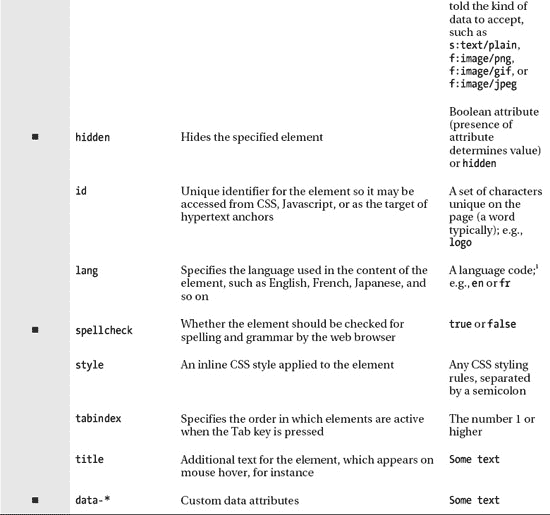 told the kind of
data to accept,
such as
s:text/plain,
f:image/png,
f:image/gif, or
f:image/jpeg
■ hidden Hides the specified element Boolean attribute
(presence of
attribute
determines value)
or hidden
id Unique identifier for the element so it may be
accessed from CSS, Javascript, or as the target of
hypertext anchors
A set of characters
unique on the
page (a word
typically); e.g.,
logo
lang Specifies the language used in the content of the
element, such as English, French, Japanese, and
so on
A language code;¹
e.g., en or fr
■ spellcheck Whether the element should be checked for
spelling and grammar by the web browser
true or false
style An inline CSS style applied to the element Any CSS styling
rules, separated
by a semicolon
tabindex Specifies the order in which elements are active
when the Tab key is pressed
The number 1 or
higher
title Additional text for the element, which appears on
mouse hover, for instance
Some text
■ data-* Custom data attributes Some text